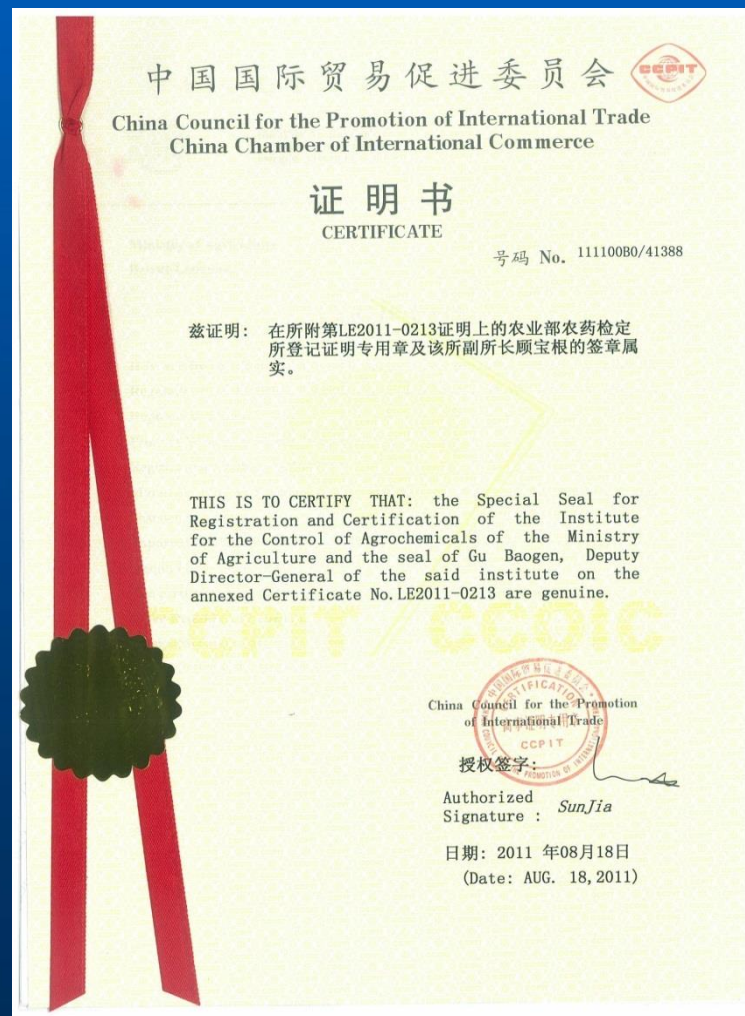 中国国际贸易促进委员会
CCPIT
China Council for the Promotion of International Trade
China Chamber of International Commerce
证明书
CERTIFICATE
号码 No. 111100B0/41388
兹证明: 在所附第LE2011-0213证明上的农业部农药检定
所登记证明专用章及该所副所长顾宝根的签章属
实。
THIS IS TO CERTIFY THAT: the Special Seal for
Registration and Certification of the Institute
for the Control of Agrochemicals of the Ministry
of Agriculture and the seal of Gu Baogen, Deputy
Director-General of the said institute on the
annexed Certificate No.LE2011-0213 are genuine.
CCPIT / CCOIC
China Council for the Promotion
of International Trade
CERTIFICATION
CCPIT
授权签字:
Authorized
Signature : SunJia
日期: 2011 年08月18日
(Date: AUG. 18,2011)